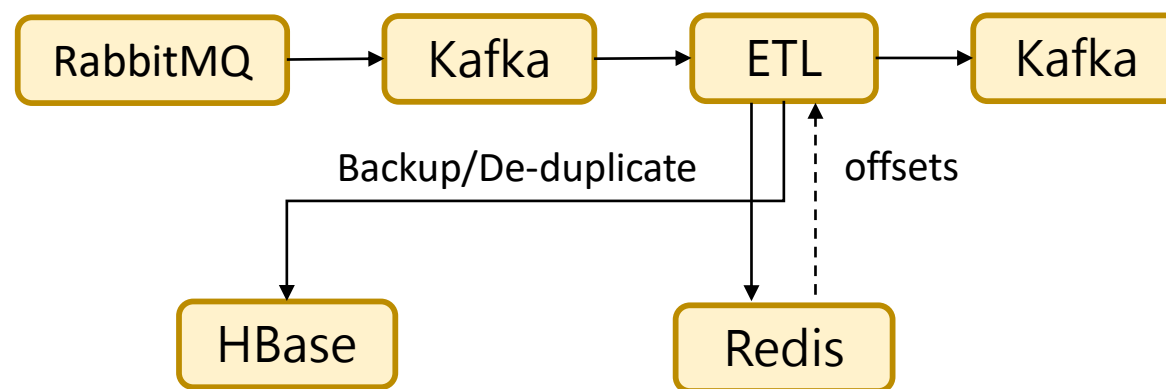 RabbitMQ
Kafka
ETL
Kafka
Backup/De-duplicate
offsets
HBase
Redis